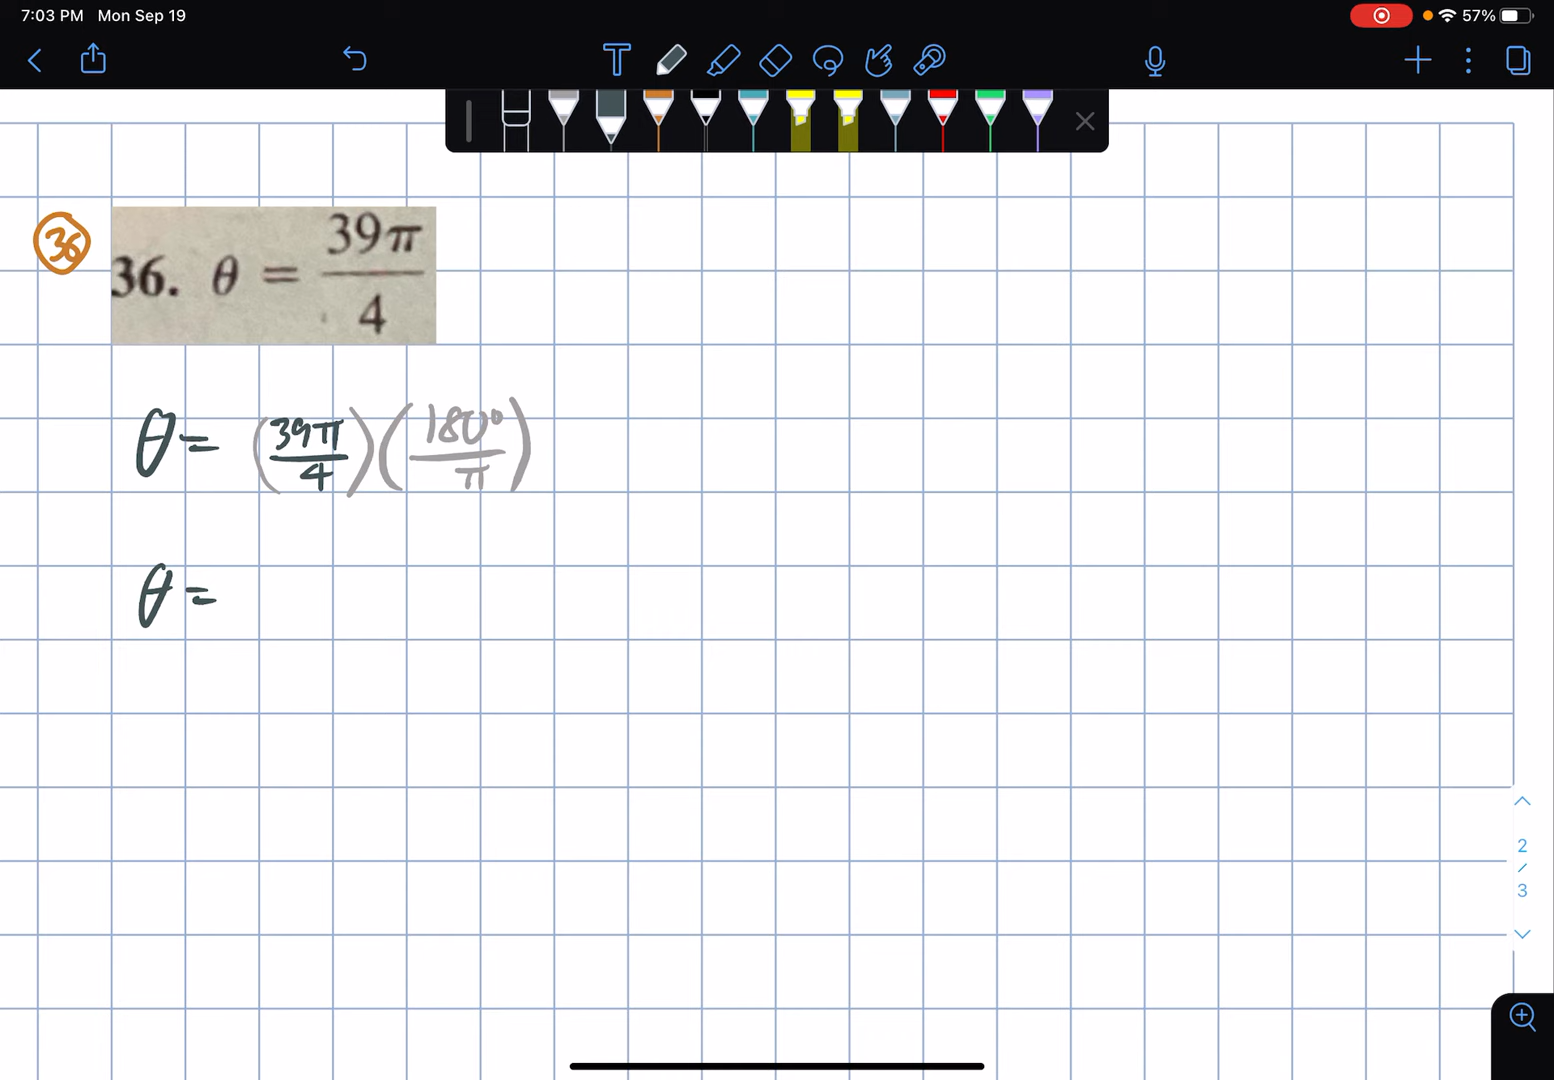 7:03 PM Mon Sep 19
57%
T
36
36. θ = 39π/4
θ = (39π/4)(180°/π)
θ =
2
/
3